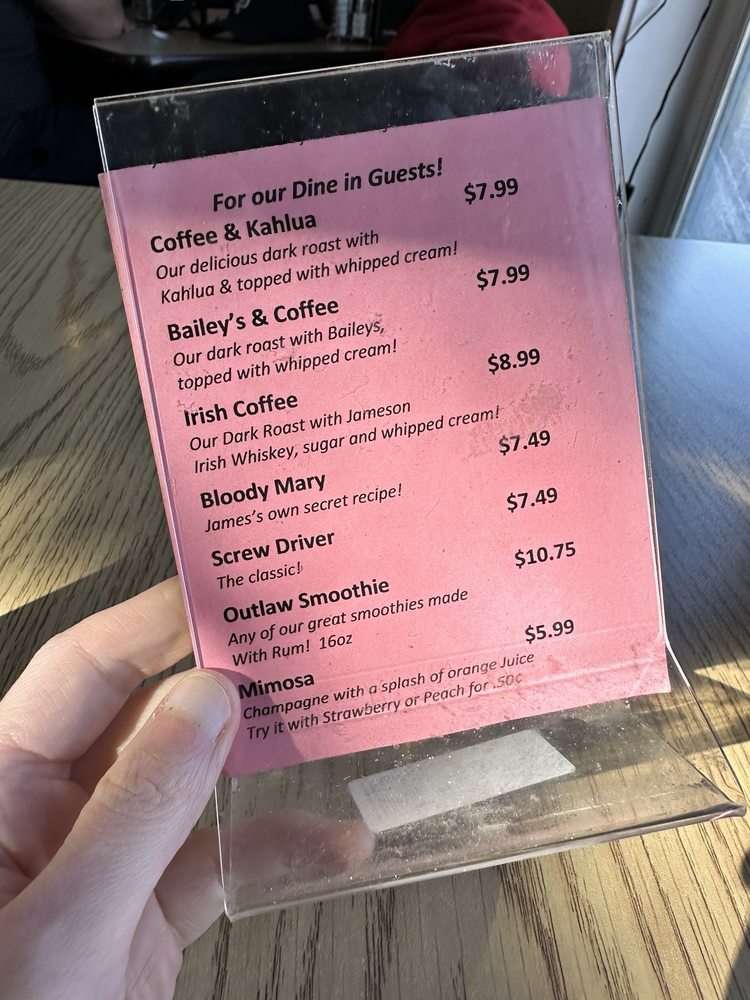 For our Dine in Guests!
Coffee & Kahlua $7.99
Our delicious dark roast with
Kahlua & topped with whipped cream!
Bailey's & Coffee $7.99
Our dark roast with Baileys,
topped with whipped cream!
Irish Coffee $8.99
Our Dark Roast with Jameson
Irish Whiskey, sugar and whipped cream!
Bloody Mary $7.49
James's own secret recipe!
Screw Driver $7.49
The classic!
Outlaw Smoothie $10.75
Any of our great smoothies made
With Rum! 16oz
Mimosa $5.99
Champagne with a splash of orange Juice
Try it with Strawberry or Peach for .50¢